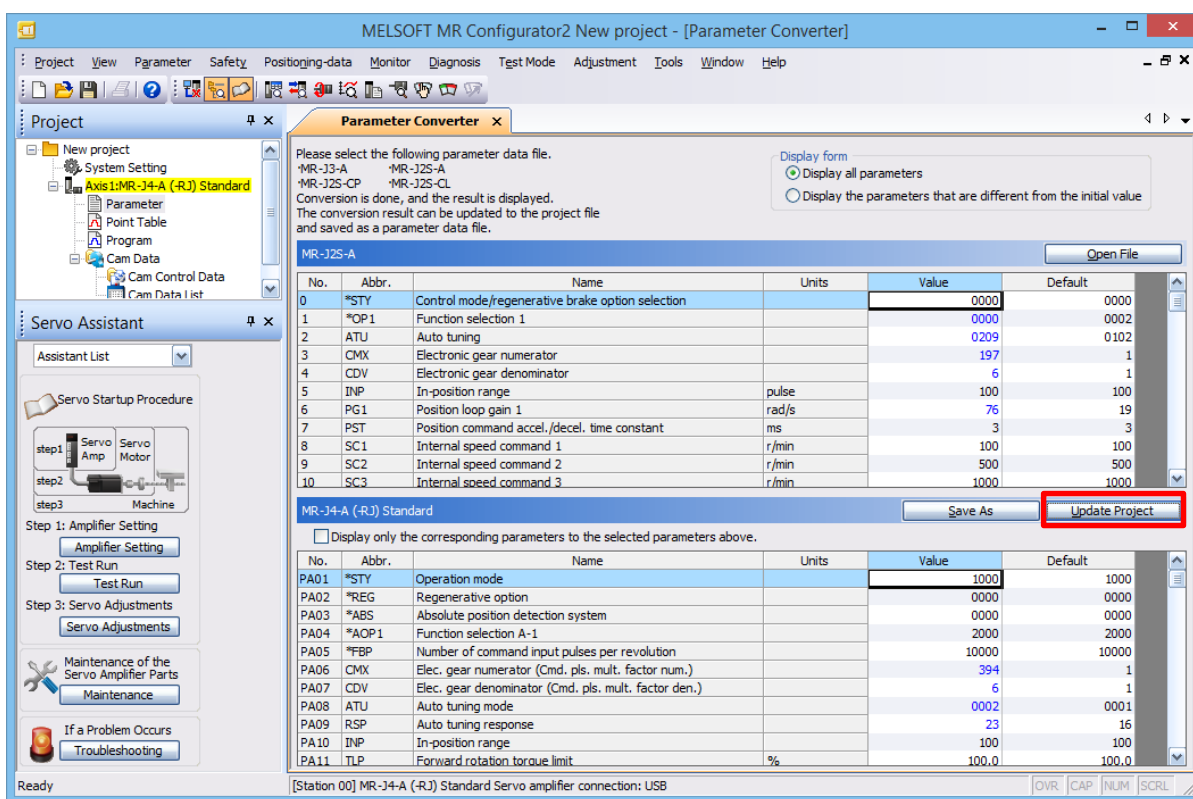 MELSOFT MR Configurator2 New project - [Parameter Converter]
Project View Parameter Safety Positioning-data Monitor Diagnosis Test Mode Adjustment Tools Window Help
Project
New project
System Setting
Axis1:MR-J4-A (-RJ) Standard
Parameter
Point Table
Program
Cam Data
Cam Control Data
Cam Data List
Servo Assistant
Assistant List
Servo Startup Procedure
step1
Servo Amp
Servo Motor
step2
step3
Machine
Step 1: Amplifier Setting
Amplifier Setting
Step 2: Test Run
Test Run
Step 3: Servo Adjustments
Servo Adjustments
Maintenance of the
Servo Amplifier Parts
Maintenance
If a Problem Occurs
Troubleshooting
Parameter Converter
Please select the following parameter data file.
･MR-J3-A ･MR-J2S-A
･MR-J2S-CP ･MR-J2S-CL
Conversion is done, and the result is displayed.
The conversion result can be updated to the project file
and saved as a parameter data file.
Display form
Display all
parameters
Display the parameters that are different from the initial value
MR-J2S-A Open File
No. Abbr. Name Units Value Default
0 *STY Control mode/regenerative brake option selection 0000 0000
1 *OP1 Function selection 1 0000 0002
2 ATU Auto tuning 0209 0102
3 CMX Electronic gear numerator 197 1
4 CDV Electronic gear denominator 6 1
5 INP In-position range pulse 100 100
6 PG1 Position loop gain 1 rad/s 76 19
7 PST Position command accel./decel. time constant ms 3 3
8 SC1 Internal speed command 1 r/min 100 100
9 SC2 Internal speed command 2 r/min 500 500
10 SC3 Internal speed command 3 r/min 1000 1000
MR-J4-A (-RJ) Standard Save As Update Project
Display only the corresponding parameters to the selected parameters above.
No. Abbr. Name Units Value Default
PA01 *STY Operation mode 1000 1000
PA02 *REG Regenerative option 0000 0000
PA03 *ABS Absolute position detection system 0000 0000
PA04 *AOP1 Function selection A-1 2000 2000
PA05 *FBP Number of command input pulses per revolution 10000 10000
PA06 CMX Elec. gear numerator (Cmd. pls. mult. factor num.) 394 1
PA07 CDV Elec. gear denominator (Cmd. pls. mult. factor den.) 6 1
PA08 ATU Auto tuning mode 0002 0001
PA09 RSP Auto tuning response 23 16
PA10 INP In-position range 100 100
PA11 TLP Forward rotation torque limit % 100.0 100.0
Ready
[Station 00] MR-J4-A (-RJ) Standard Servo amplifier connection: USB
OVR CAP NUM SCRL